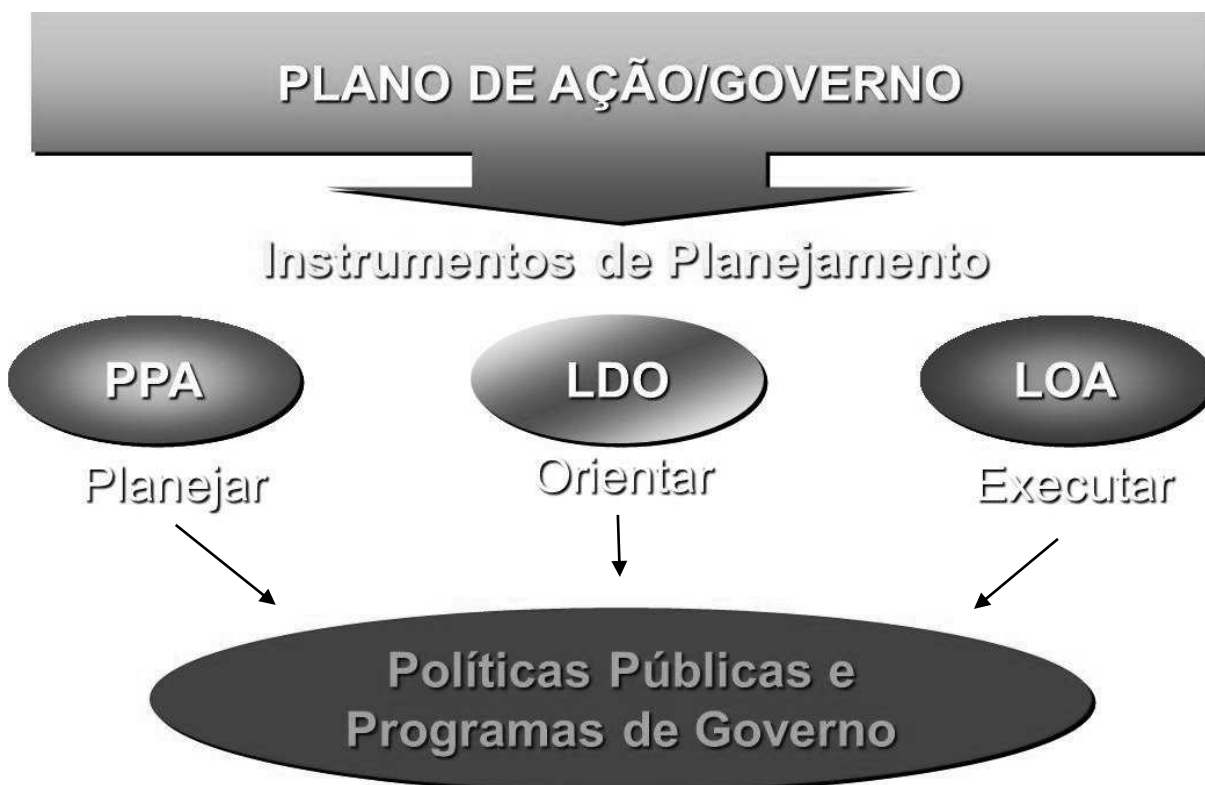 PLANO DE AÇÃO/GOVERNO
Instrumentos de Planejamento
PPA
LDO
LOA
Planejar
Orientar
Executar
Políticas Públicas e
Programas de Governo